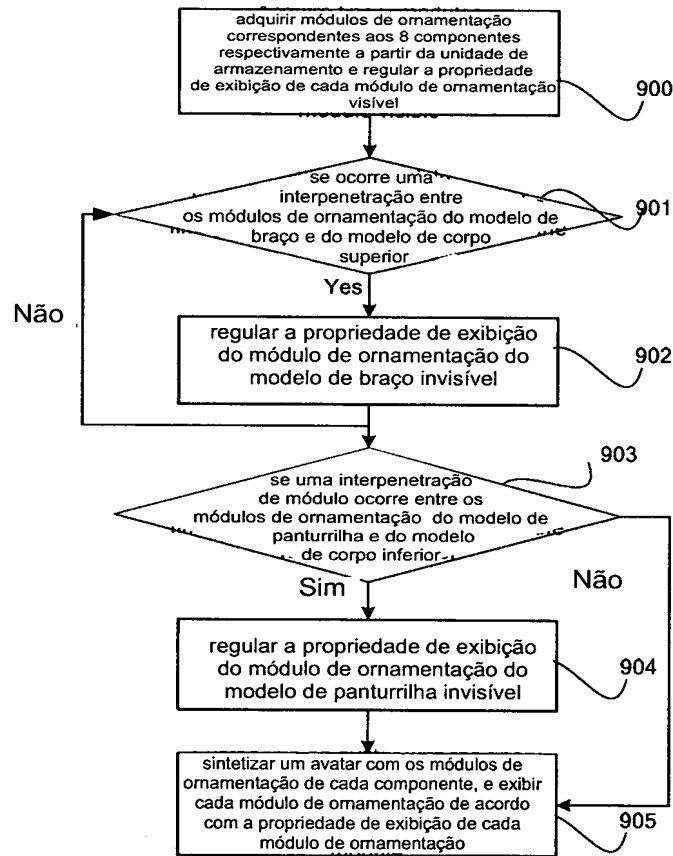 adquirir módulos de ornamentação
correspondentes aos 8 componentes
respectivamente a partir da unidade de
armazenamento e regular a propriedade
de exibição de cada módulo de ornamentação
visível
900
se ocorre uma
interpenetração entre
os módulos de ornamentação do modelo de
braço e do modelo de corpo
superior
901
Yes
Não
regular a propriedade de exibição
do módulo de ornamentação do
modelo de braço invisível
902
903
se uma interpenetração
de módulo ocorre entre os
módulos de ornamentação do modelo de
panturrilha e do modelo
de corpo inferior
Sim
Não
regular a propriedade de exibição
do módulo de ornamentação do
modelo de panturrilha invisível
904
sintetizar um avatar com os módulos de
ornamentação de cada componente, e exibir
cada módulo de ornamentação de acordo
com a propriedade de exibição de cada
módulo de ornamentação
905